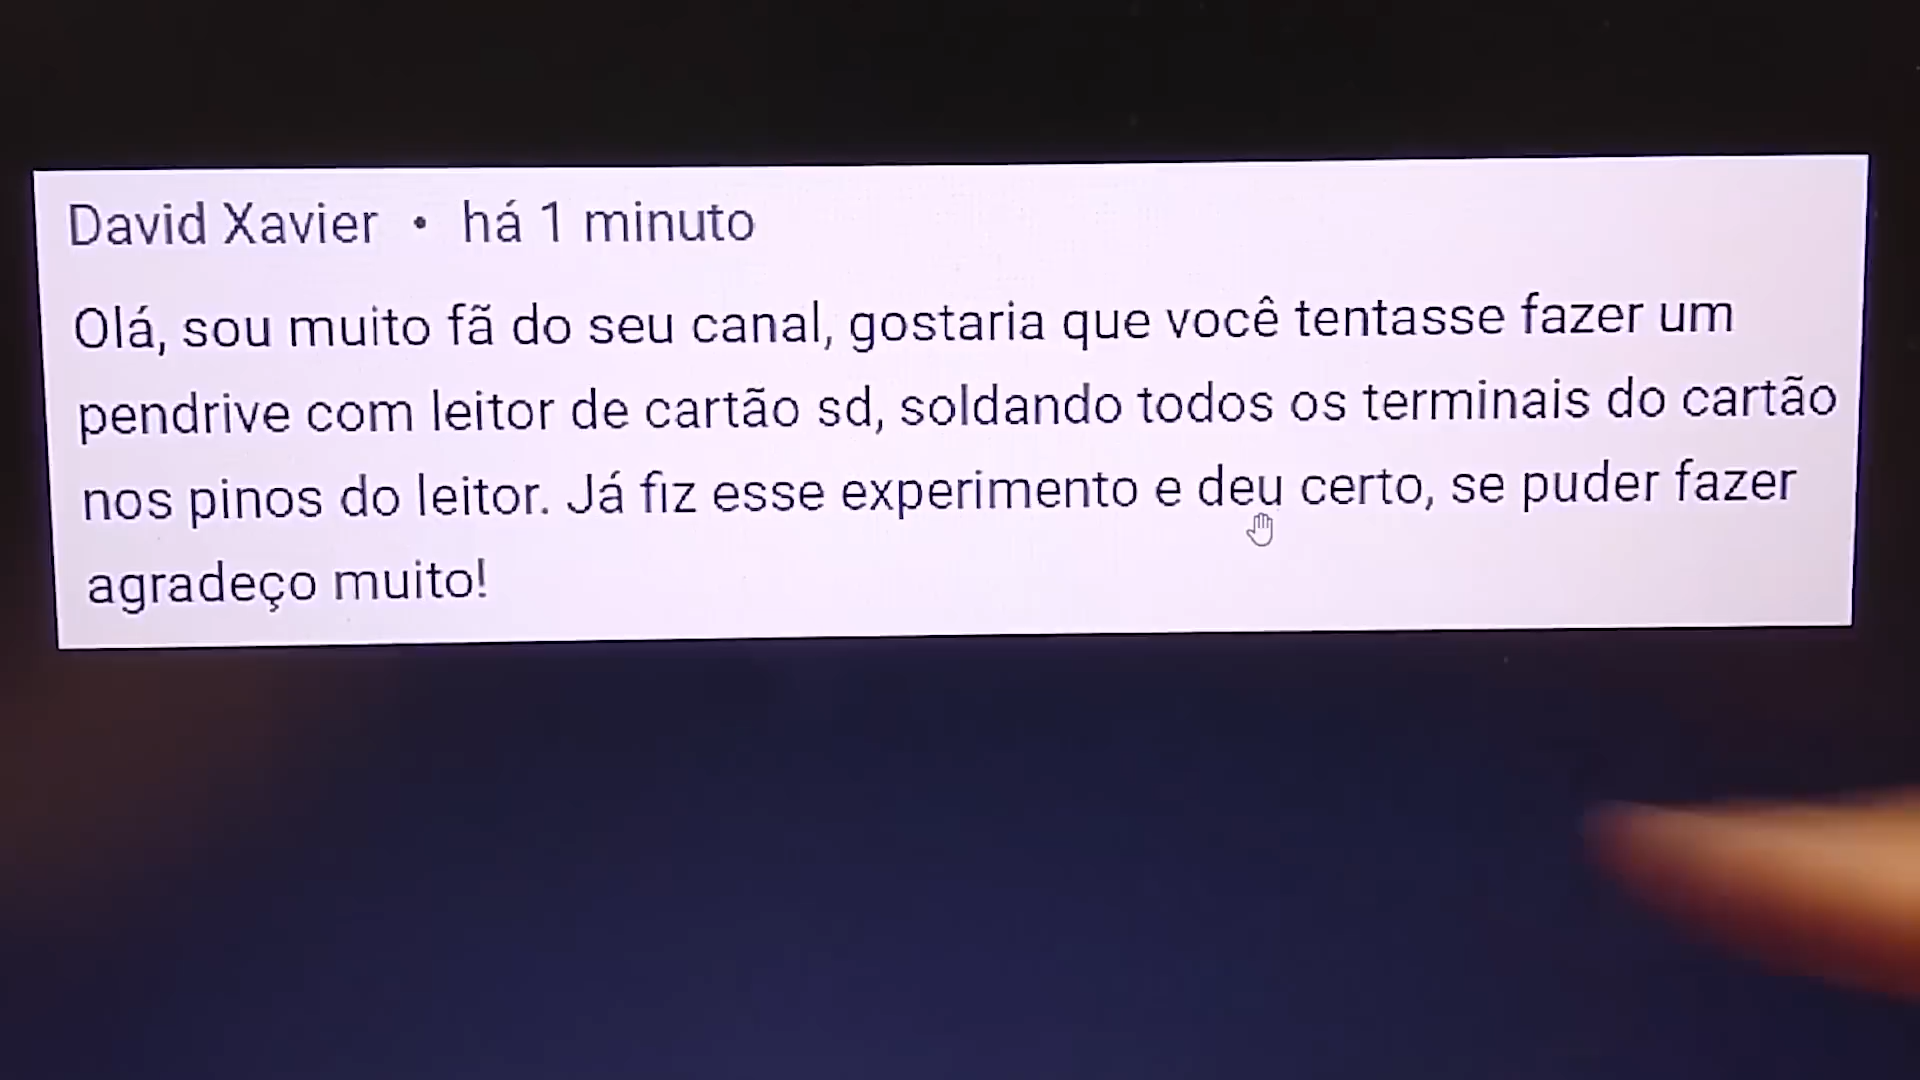 David Xavier • há 1 minuto
Olá, sou muito fã do seu canal, gostaria que você tentasse fazer um
pendrive com leitor de cartão sd, soldando todos os terminais do cartão
nos pinos do leitor. Já fiz esse experimento e deu certo, se puder fazer
agradeço muito!